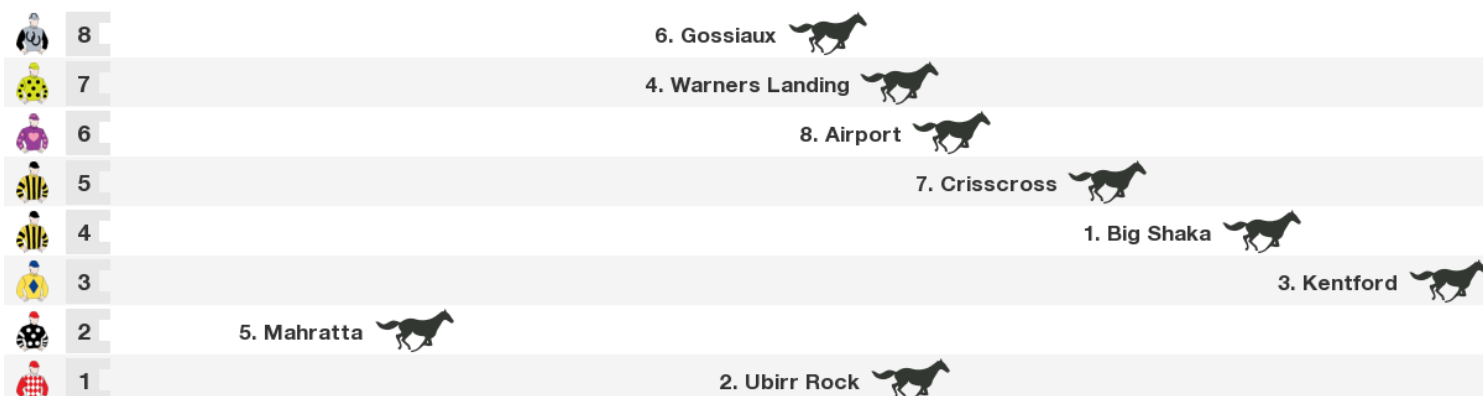 8 6. Gossiaux
7 4. Warners Landing
6 8. Airport
5 7. Crisscross
4 1. Big Shaka
3 3. Kentford
2 5. Mahratta
1 2. Ubirr Rock